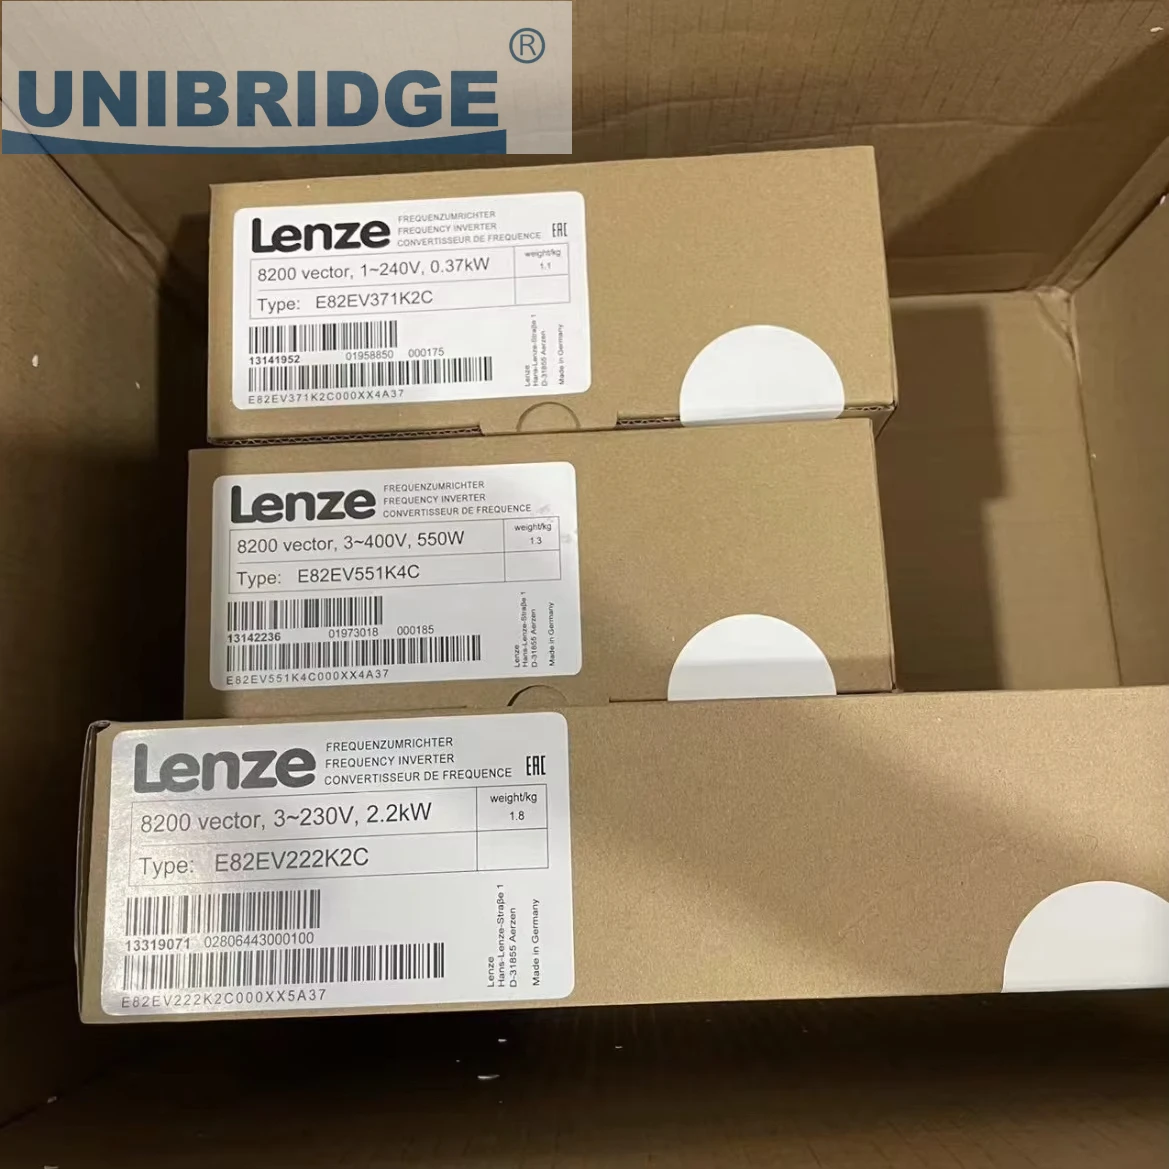 UNIBRIDGE®
Lenze
FREQUENZUMRICHTER
FREQUENCY INVERTER
CONVERTISSEUR DE FREQUENCE
EAC
8200 vector, 1~240V, 0.37kW
weight/kg
1.1
Type: E82EV371K2C
13141952 01958850 000175
E82EV371K2C000XX4A37
Lenze
Hans-Lenze-Straße 1
D-31855 Aerzen
Made in Germany
Lenze
FREQUENZUMRICHTER
FREQUENCY INVERTER
CONVERTISSEUR DE FREQUENCE
8200 vector, 3~400V, 550W
weight/kg
1.3
Type: E82EV551K4C
13142236 01973018 000185
E82EV551K4C000XX4A37
Lenze
Hans-Lenze-Straße 1
D-31855 Aerzen
Made in Germany
Lenze
FREQUENZUMRICHTER
FREQUENCY INVERTER
CONVERTISSEUR DE FREQUENCE
EAC
8200 vector, 3~230V, 2.2kW
weight/kg
1.8
Type: E82EV222K2C
13319071 02806443000100
E82EV222K2C000XX5A37
Lenze
Hans-Lenze-Straße 1
D-31855 Aerzen
Made in Germany